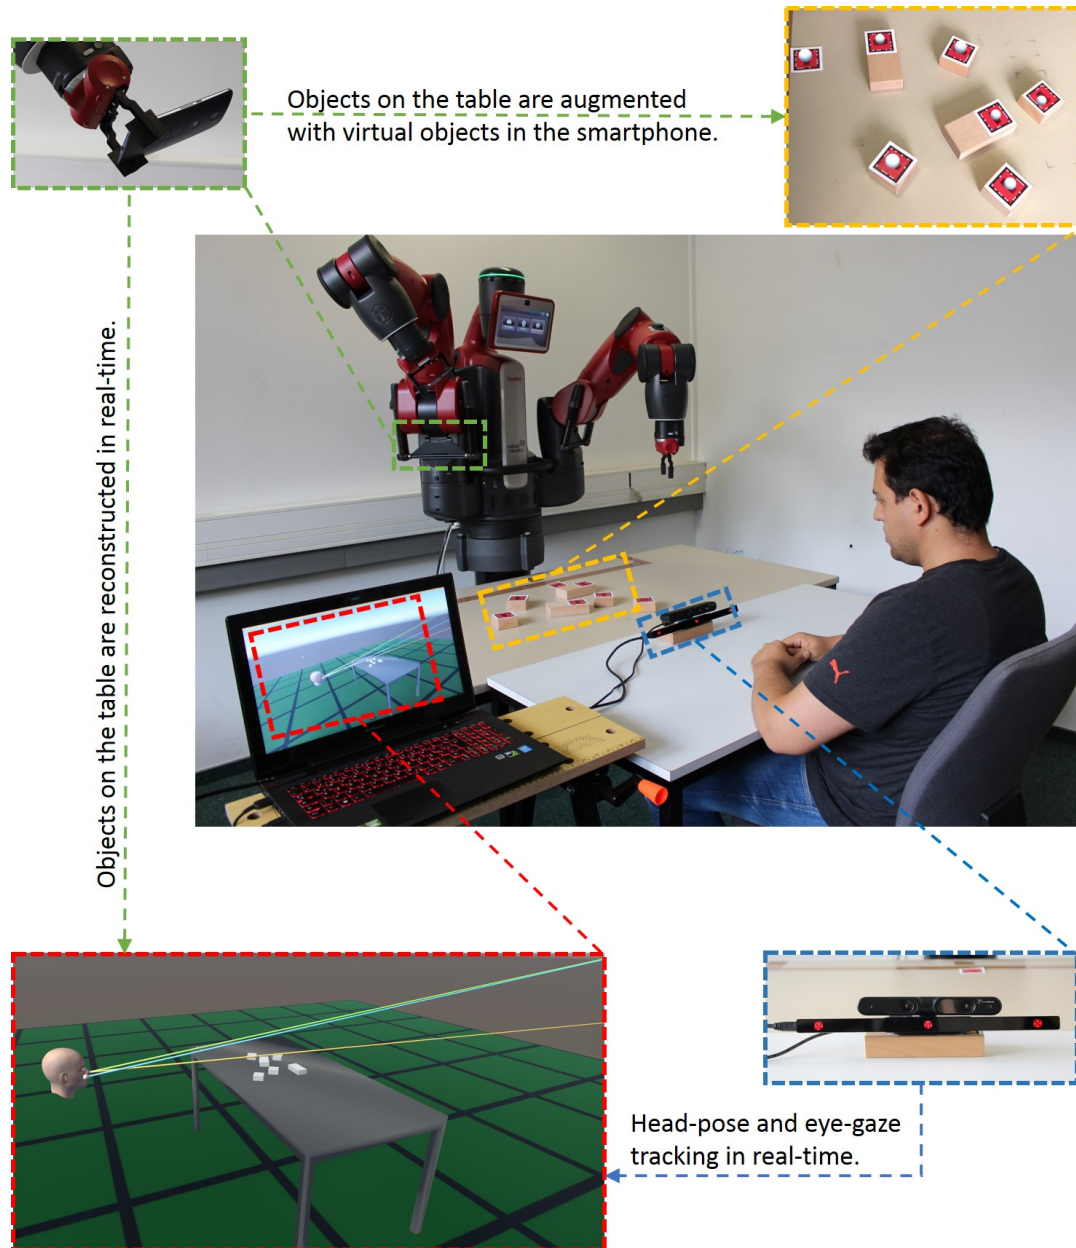 Objects on the table are augmented
with virtual objects in the smartphone.
Objects on the table are reconstructed in real-time.
Head-pose and eye-gaze
tracking in real-time.